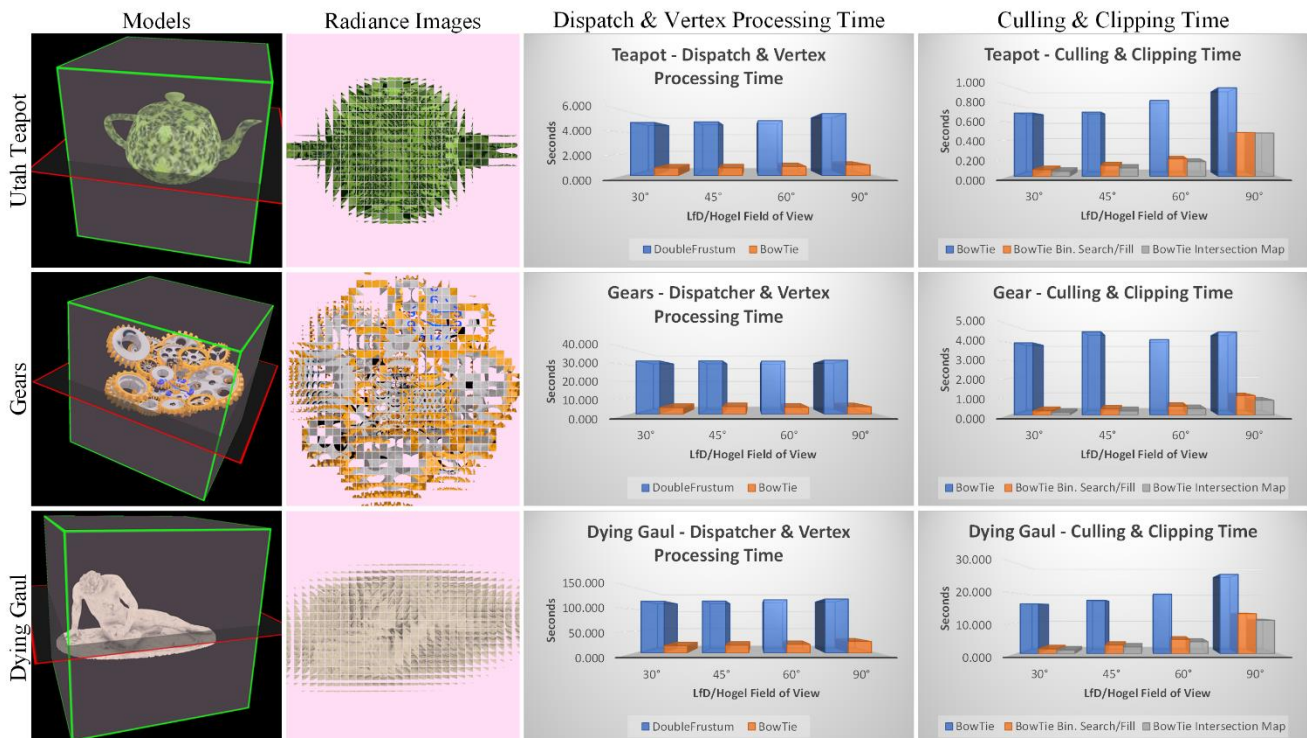 Models
Radiance Images
Dispatch & Vertex Processing Time
Culling & Clipping Time
Utah Teapot
Teapot - Dispatch & Vertex
Processing Time
6.000
4.000
2.000
0.000
Seconds
30°
45°
60°
90°
LfD/Hogel Field of View
DoubleFrustum
BowTie
Teapot - Culling & Clipping Time
1.000
0.800
0.600
0.400
0.200
0.000
Seconds
30°
45°
60°
90°
LfD/Hogel Field of View
BowTie
BowTie Bin. Search/Fill
BowTie Intersection Map
Gears
Gears - Dispatcher & Vertex
Processing Time
40.000
30.000
20.000
10.000
0.000
Seconds
30°
45°
60°
90°
LfD/Hogel Field of View
DoubleFrustum
BowTie
Gear - Culling & Clipping Time
5.000
4.000
3.000
2.000
1.000
0.000
Seconds
30°
45°
60°
90°
LfD/Hogel Field of View
BowTie
BowTie Bin. Search/Fill
BowTie Intersection Map
Dying Gaul
Dying Gaul - Dispatcher & Vertex
Processing Time
150.000
100.000
50.000
0.000
Seconds
30°
45°
60°
90°
LfD/Hogel Field of View
DoubleFrustum
BowTie
Dying Gaul - Culling & Clipping Time
30.000
20.000
10.000
0.000
Seconds
30°
45°
60°
90°
LfD/Hogel Field of View
BowTie
BowTie Bin. Search/Fill
BowTie Intersection Map